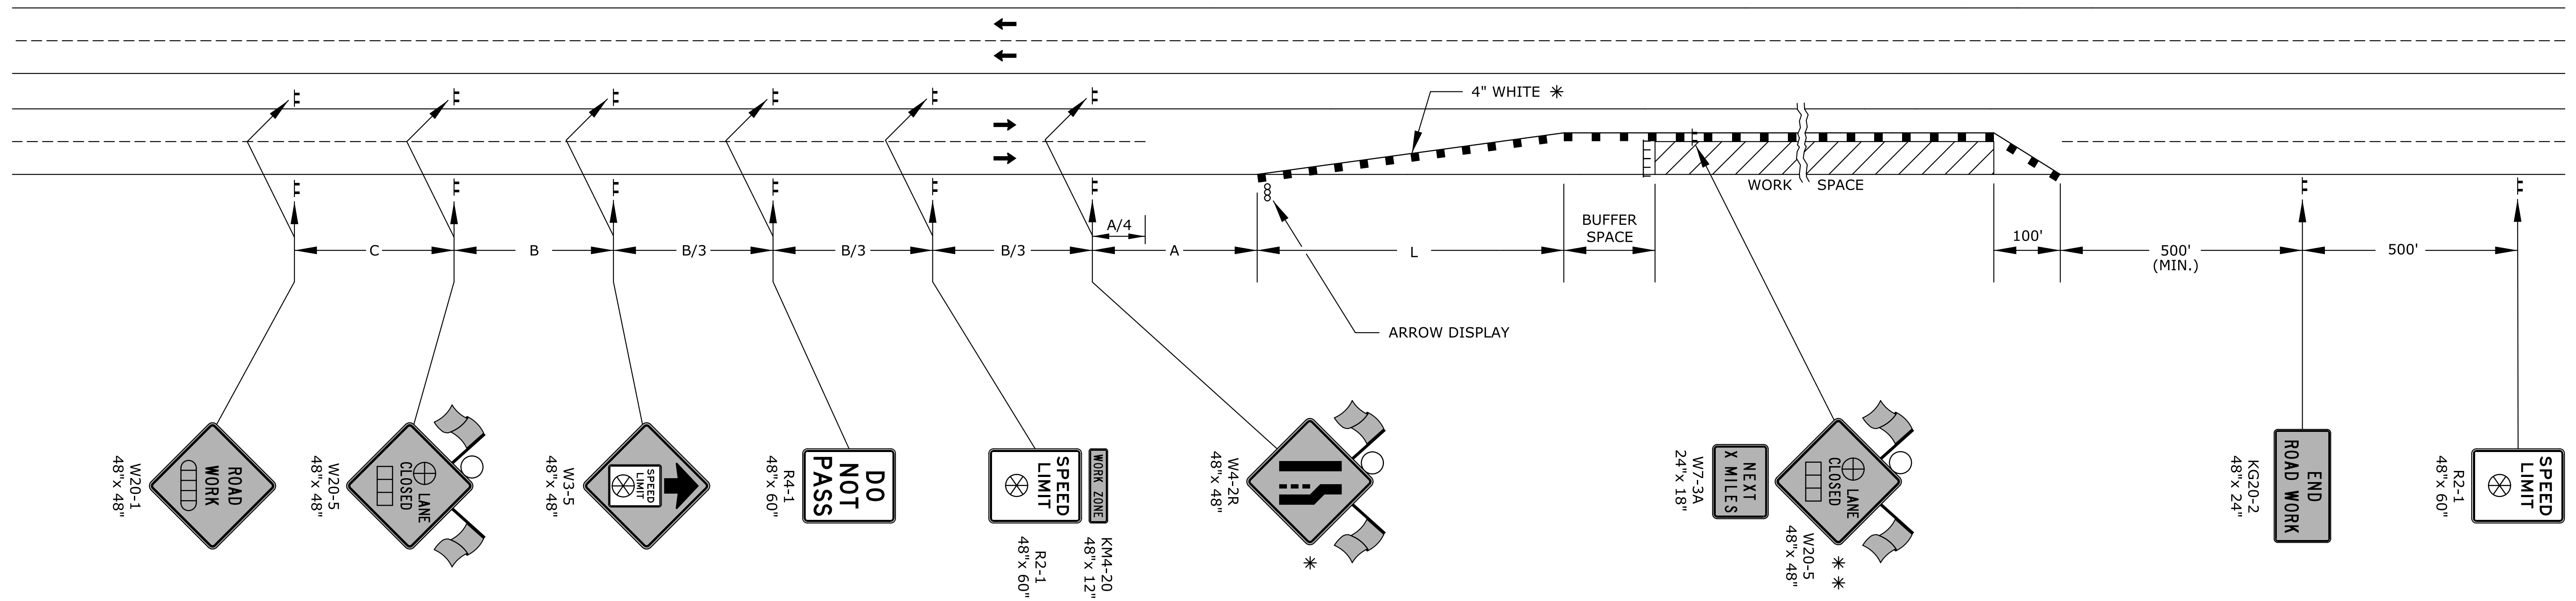 4" WHITE *
WORK SPACE
A/4
BUFFER
SPACE
C
B
B/3
B/3
B/3
A
L
100'
500'
(MIN.)
500'
ARROW DISPLAY
ROAD
WORK
W20-1
48"x 48"
LANE
CLOSED
W20-5
48"x 48"
SPEED
LIMIT
W3-5
48"x 48"
DO
NOT
PASS
R4-1
48"x 60"
WORK ZONE
SPEED
LIMIT
KM4-20
48"x 12"
R2-1
48"x 60"
W4-2R
48"x 48"
*
NEXT
X MILES
W7-3A
24"x 18"
LANE
CLOSED
W20-5
48"x 48"
* *
END
ROAD WORK
KG20-2
48"x 24"
SPEED
LIMIT
R2-1
48"x 60"